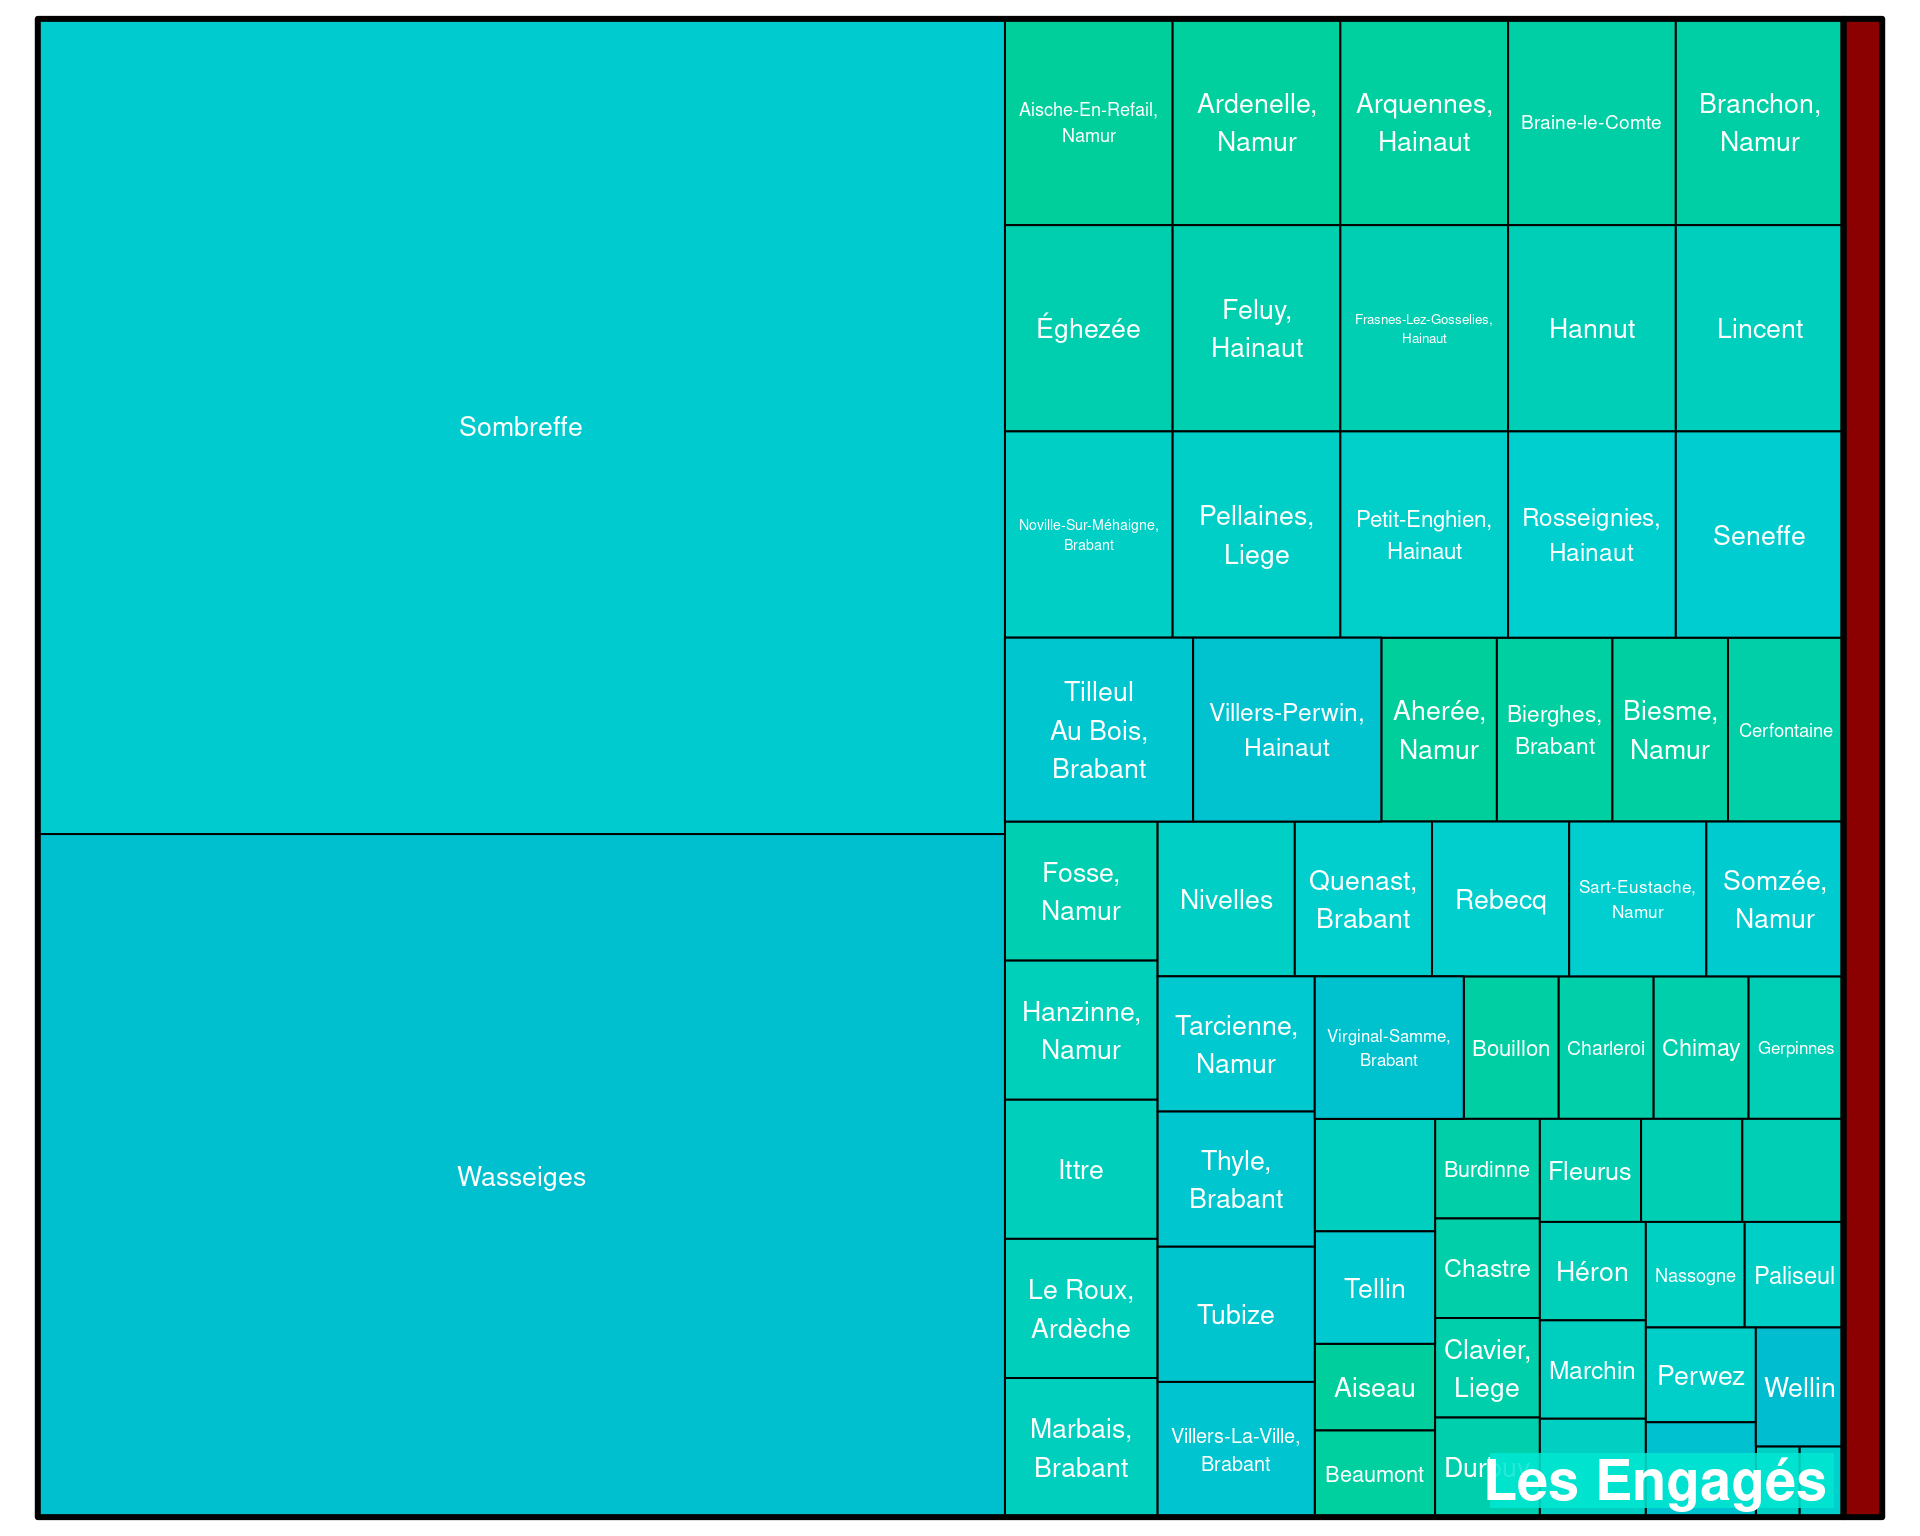 Sombreffe
Wasseiges
Aische-En-Refail,
Namur
Ardenelle,
Namur
Arquennes,
Hainaut
Braine-le-Comte
Branchon,
Namur
Éghezée
Feluy,
Hainaut
Frasnes-Lez-Gosselies,
Hainaut
Hannut
Lincent
Noville-Sur-Méhaigne,
Brabant
Pellaines,
Liege
Petit-Enghien,
Hainaut
Rosseignies,
Hainaut
Seneffe
Tilleul
Au Bois,
Brabant
Villers-Perwin,
Hainaut
Aherée,
Namur
Bierghes,
Brabant
Biesme,
Namur
Cerfontaine
Fosse,
Namur
Nivelles
Quenast,
Brabant
Rebecq
Sart-Eustache,
Namur
Somzée,
Namur
Hanzinne,
Namur
Tarcienne,
Namur
Virginal-Samme,
Brabant
Bouillon
Charleroi
Chimay
Gerpinnes
Ittre
Thyle,
Brabant
Burdinne
Fleurus
Le Roux,
Ardèche
Tubize
Tellin
Chastre
Héron
Nassogne
Paliseul
Marbais,
Brabant
Villers-La-Ville,
Brabant
Aiseau
Clavier,
Liege
Marchin
Perwez
Wellin
Beaumont
Durbuy
Les Engagés